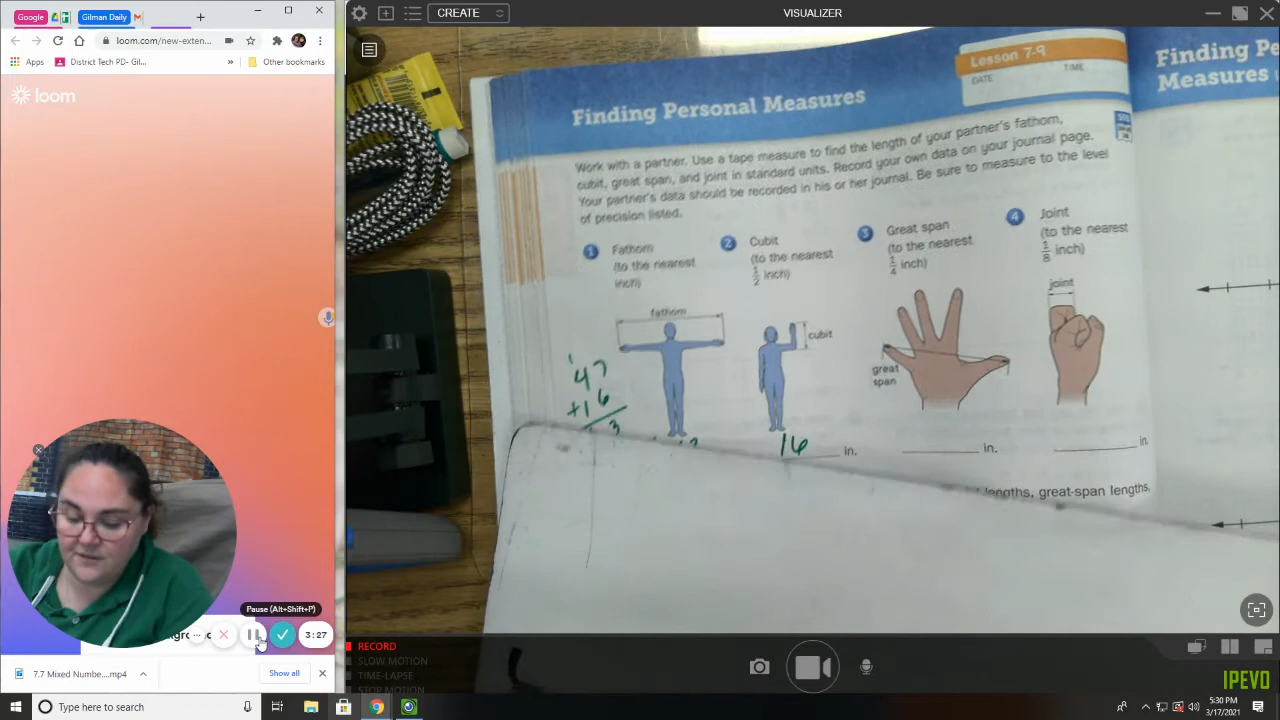 Google
Gilman Daily
loom.com/new-exten...
Apps
District Tech PD- Gil...
»
Other bookmarks
loom
Pause (Alt+Shift+P)
3:27
7.7 Mixed Numbe....mp4
Show all
Type here to search
CREATE
VISUALIZER
Lesson 7-9
DATE TIME
Finding Personal Measures
Work with a partner. Use a tape measure to find the length of your partner's fathom,
cubit, great span, and joint in standard units. Record your own data on your journal page.
Your partner's data should be recorded in his or her journal. Be sure to measure to the level
of precision listed.
1 Fathom
(to the nearest
inch)
fathom
2 Cubit
(to the nearest
1/2 inch)
cubit
3 Great span
(to the nearest
1/4 inch)
great
span
4 Joint
(to the nearest
1/8 inch)
joint
1
47
+16
3
16 in.
in.
in.
lengths, great-span lengths,
Finding Pe
Measures
RECORD
SLOW MOTION
TIME-LAPSE
STOP MOTION
IPEVO
5:30 PM
3/17/2021